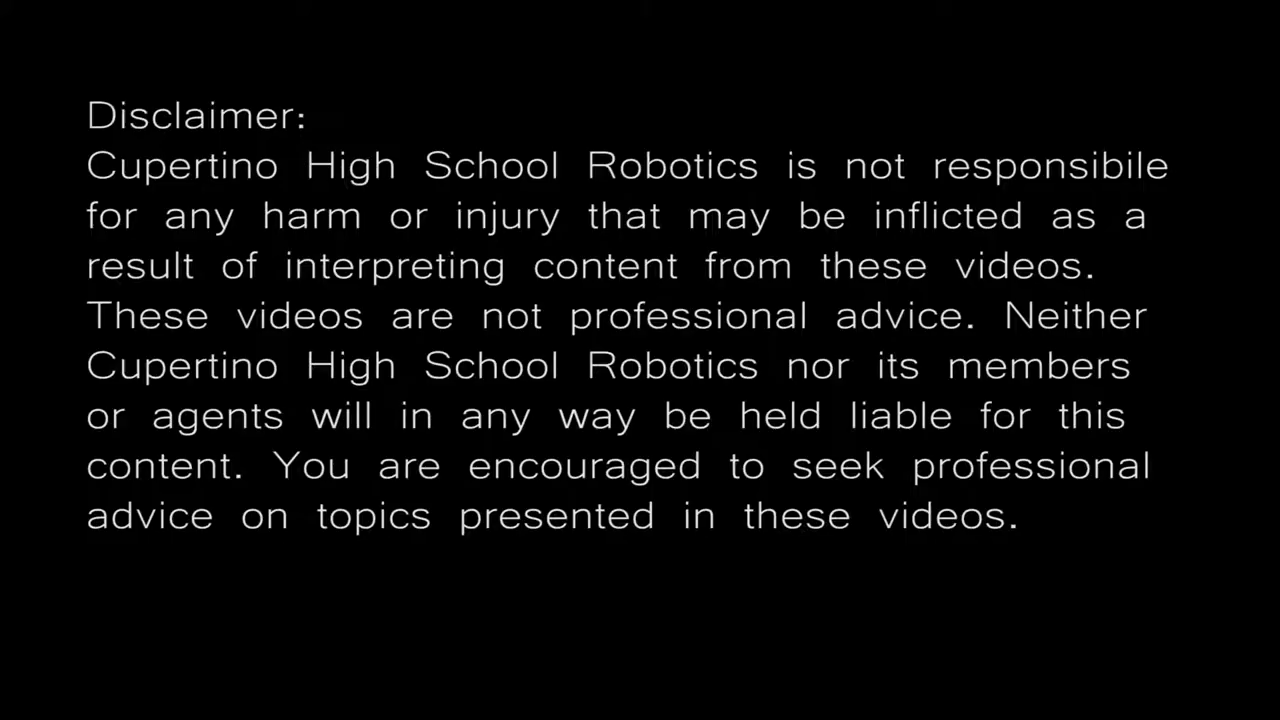 Disclaimer:
Cupertino High School Robotics is not responsibile
for any harm or injury that may be inflicted as a
result of interpreting content from these videos.
These videos are not professional advice. Neither
Cupertino High School Robotics nor its members
or agents will in any way be held liable for this
content. You are encouraged to seek professional
advice on topics presented in these videos.